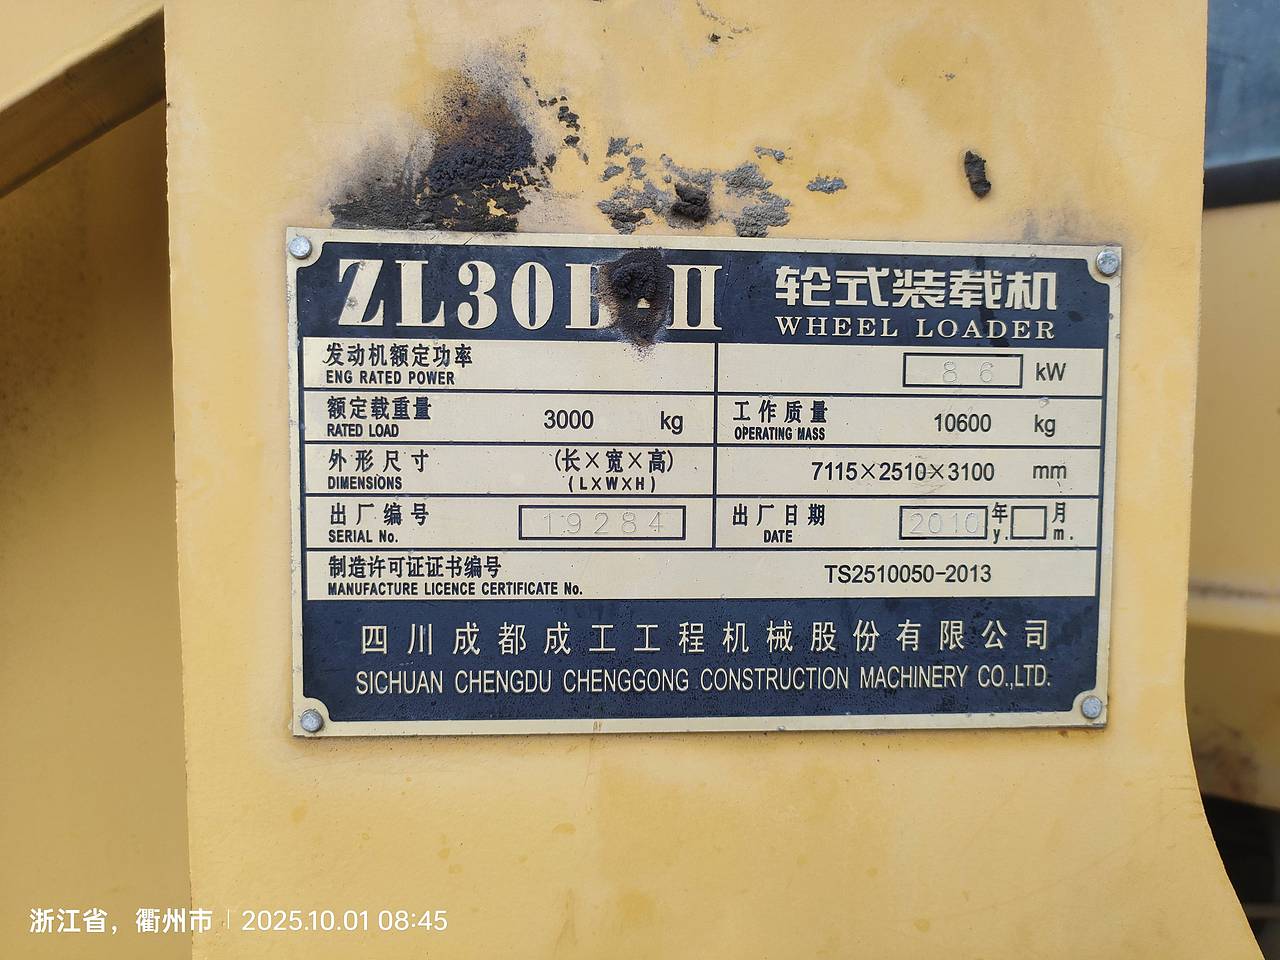 ZL30 II 轮式装载机
WHEEL LOADER
发动机额定功率 86 kW
ENG RATED POWER
额定载重量 3000 kg 工作质量 10600 kg
RATED LOAD OPERATING MASS
外形尺寸 (长×宽×高) 7115×2510×3100 mm
DIMENSIONS (L×W×H)
出厂编号 19284 出厂日期 2010 年 月
SERIAL No. DATE y. m.
制造许可证证书编号 TS2510050-2013
MANUFACTURE LICENCE CERTIFICATE No.
四川成都成工工程机械股份有限公司
SICHUAN CHENGDU CHENGGONG CONSTRUCTION MACHINERY CO.,LTD.
浙江省，衢州市 | 2025.10.01 08:45